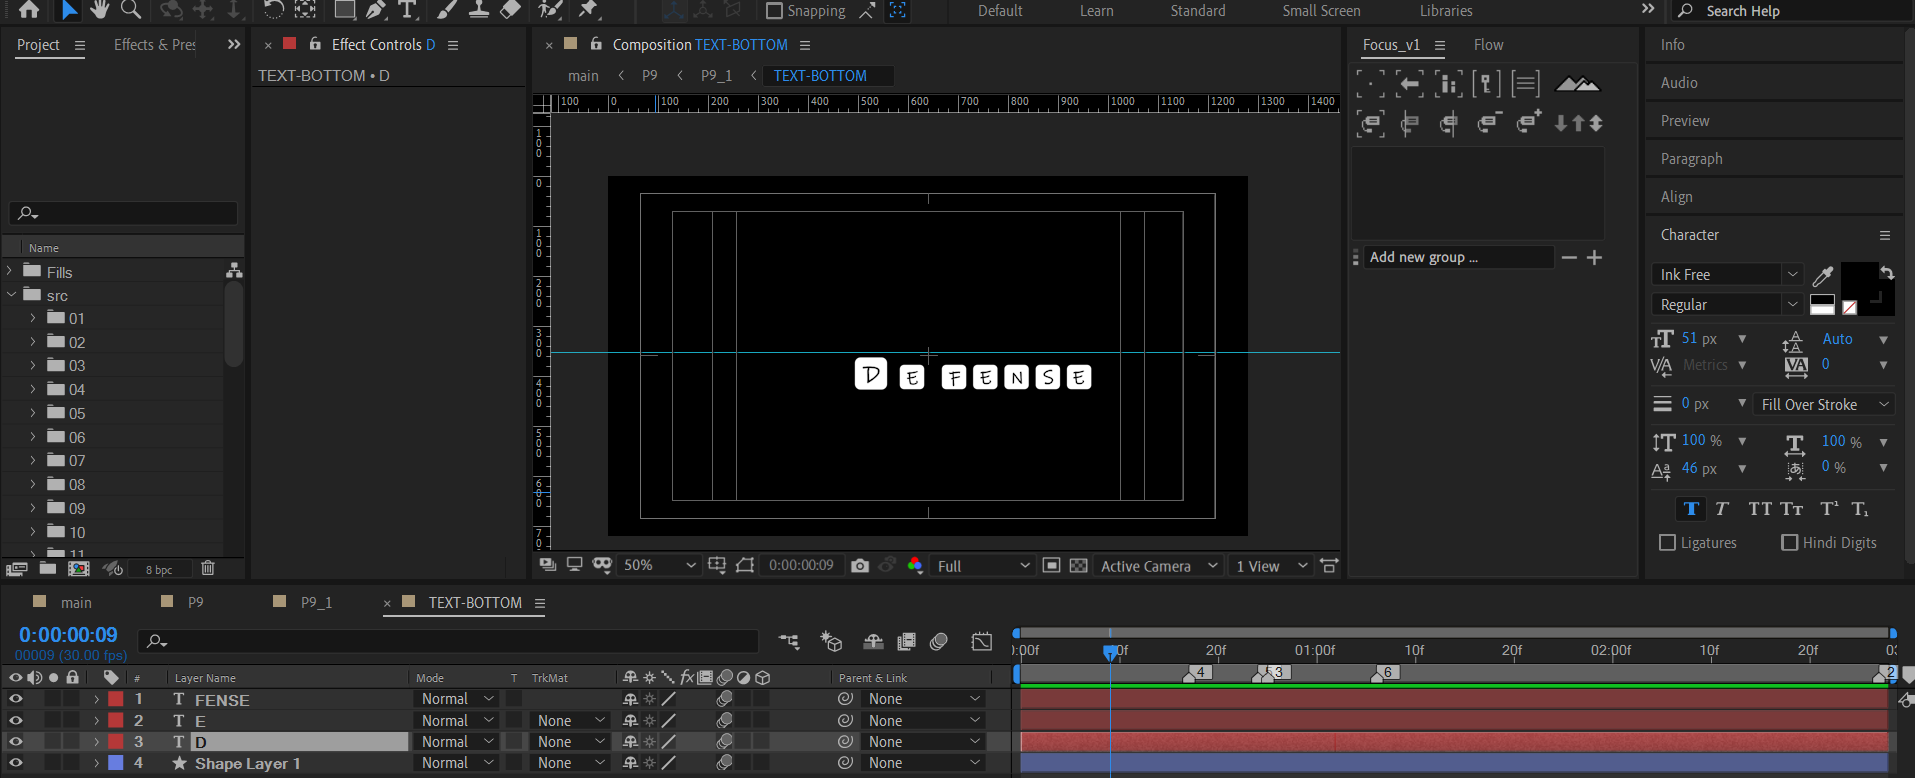 Snapping
Default
Learn
Standard
Small Screen
Libraries
Search Help
Project
Effects & Pres
Effect Controls D
Composition TEXT-BOTTOM
Focus_v1
Flow
Info
TEXT-BOTTOM • D
main
P9
P9_1
TEXT-BOTTOM
Audio
100 0 100 200 300 400 500 600 700 800 900 1000 1100 1200 1300 1400
Preview
Paragraph
Align
Character
Name
Add new group ...
Fills
src
01
02
03
04
05
06
07
08
09
10
11
0
100
200
300
400
500
600
D E F E N S E
Ink Free
Regular
51 px
Auto
Metrics
0
0 px
Fill Over Stroke
100 %
100 %
46 px
0 %
Ligatures
Hindi Digits
8 bpc
50%
0:00:00:09
Full
Active Camera
1 View
main
P9
P9_1
TEXT-BOTTOM
0:00:00:09
00009 (30.00 fps)
20f
01:00f
10f
20f
02:00f
10f
20f
# Layer Name Mode T TrkMat Parent & Link
4
3
6
2
1 FENSE Normal None
2 E Normal None None
3 D Normal None None
4 Shape Layer 1 Normal None None